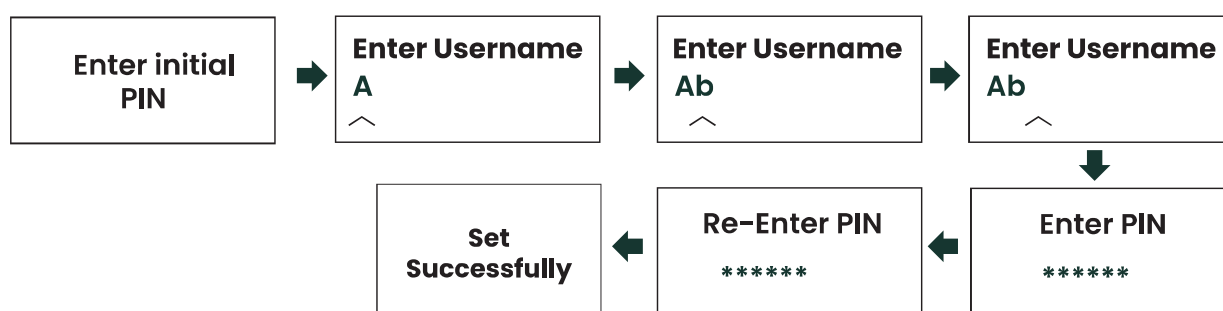 Enter initial
PIN
Enter Username
A
Enter Username
Ab
Enter Username
Ab
Enter PIN
******
Re-Enter PIN
******
Set
Successfully